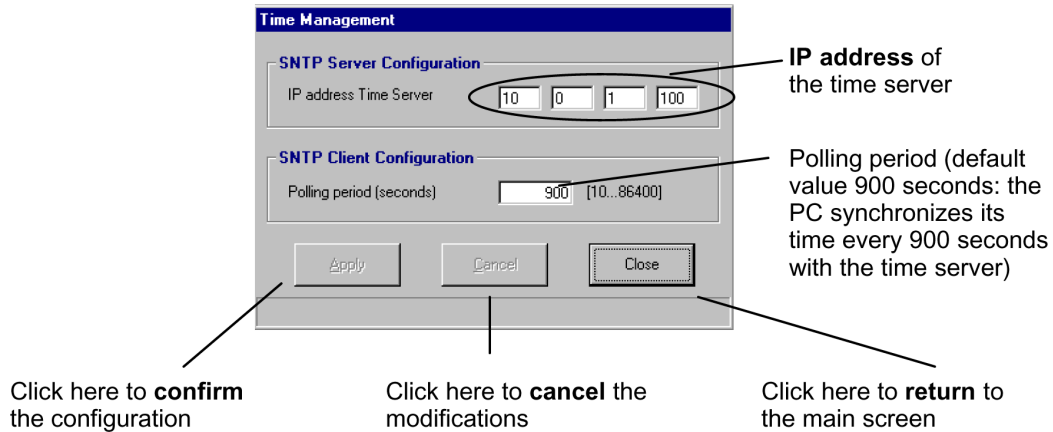 Time Management
SNTP Server Configuration
IP address Time Server 10 0 1 100
IP address of
the time server
SNTP Client Configuration
Polling period (seconds) 900 [10...86400]
Polling period (default
value 900 seconds: the
PC synchronizes its
time every 900 seconds
with the time server)
Apply Cancel Close
Click here to confirm
the configuration
Click here to cancel the
modifications
Click here to return to
the main screen